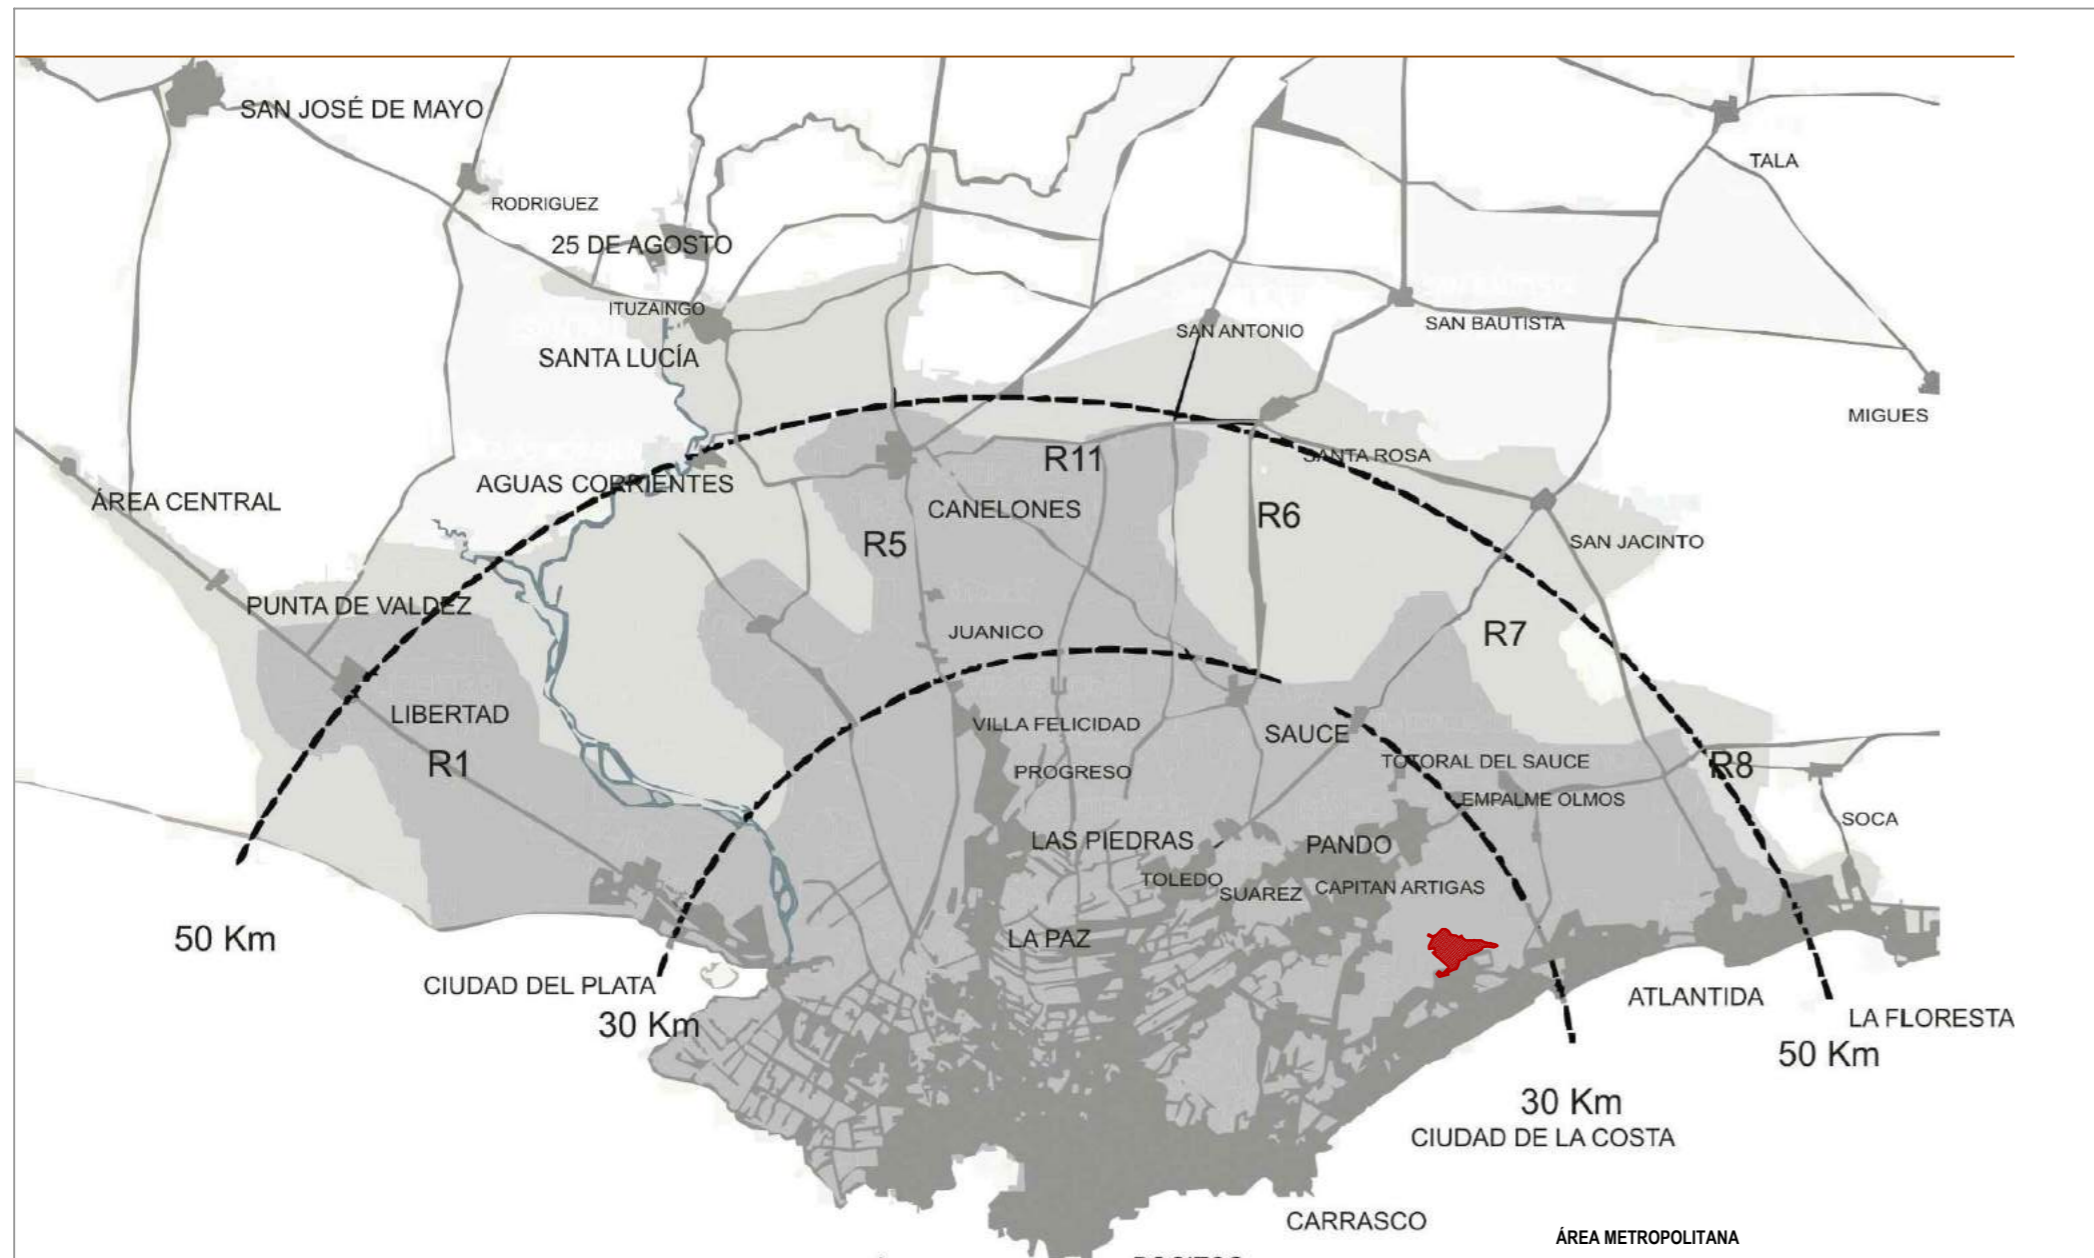 SAN JOSÉ DE MAYO
TALA
RODRIGUEZ
25 DE AGOSTO
ITUZAINGO
SAN ANTONIO
SAN BAUTISTA
SANTA LUCÍA
MIGUES
R11
SANTA ROSA
AGUAS CORRIENTES
ÁREA CENTRAL
CANELONES
R6
R5
SAN JACINTO
PUNTA DE VALDEZ
JUANICO
R7
LIBERTAD
VILLA FELICIDAD
SAUCE
R1
PROGRESO
TOTORAL DEL SAUCE
R8
EMPALME OLMOS
SOCA
LAS PIEDRAS
PANDO
TOLEDO
SUAREZ
CAPITAN ARTIGAS
50 Km
LA PAZ
CIUDAD DEL PLATA
ATLANTIDA
30 Km
LA FLORESTA
50 Km
30 Km
CIUDAD DE LA COSTA
CARRASCO
ÁREA METROPOLITANA